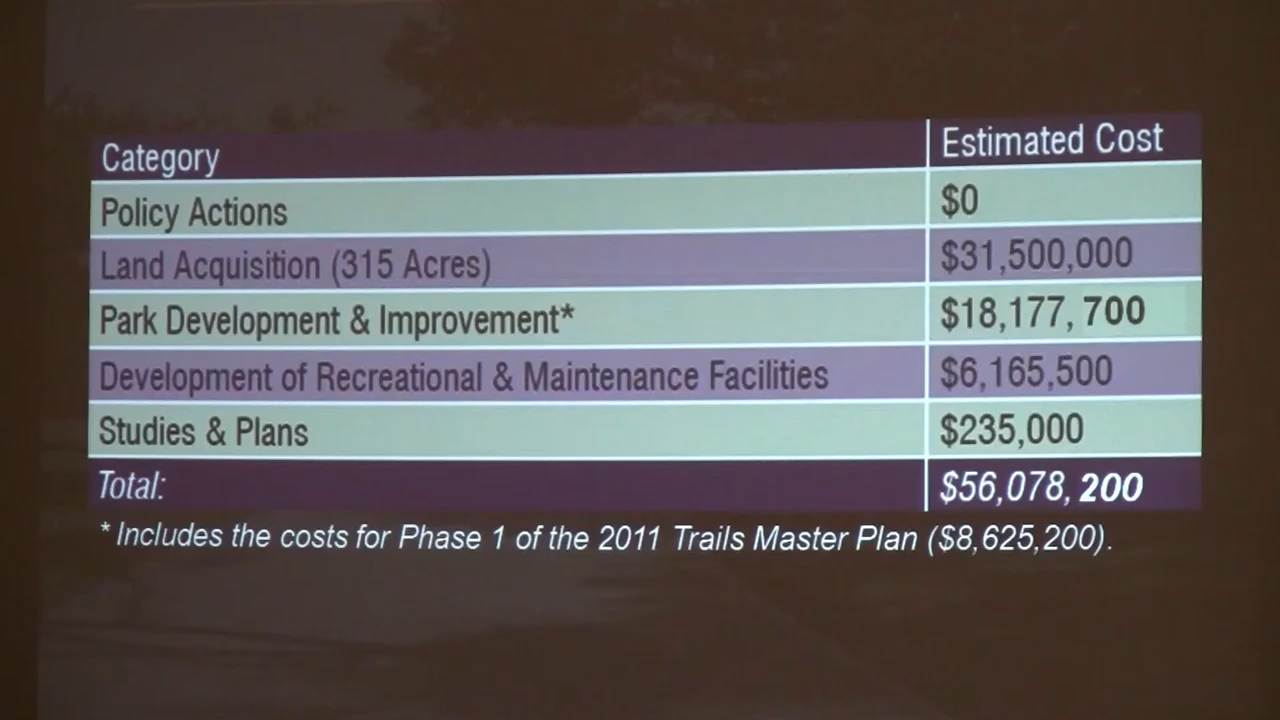 Category Estimated Cost
Policy Actions $0
Land Acquisition (315 Acres) $31,500,000
Park Development & Improvement* $18,177, 700
Development of Recreational & Maintenance Facilities $6,165,500
Studies & Plans $235,000
Total: $56,078, 200
* Includes the costs for Phase 1 of the 2011 Trails Master Plan ($8,625,200).